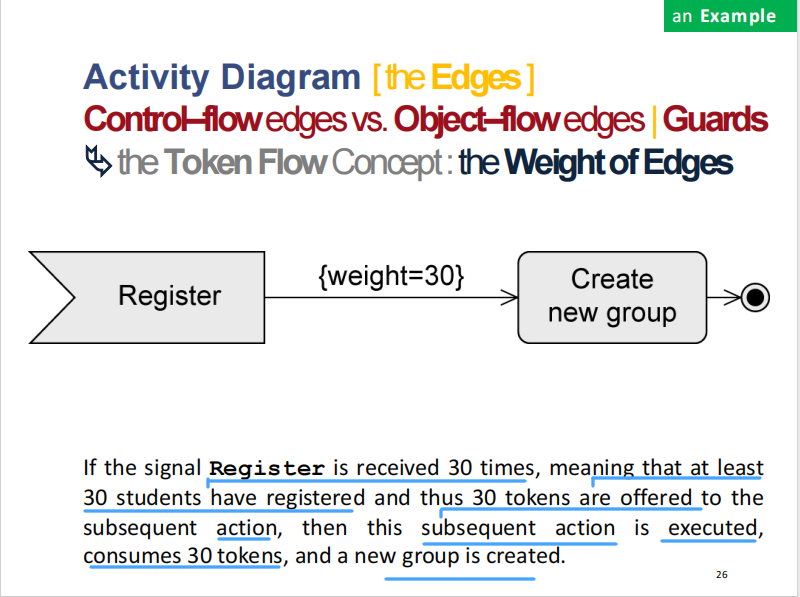 an Example
Activity Diagram [the Edges]
Control–flow edges vs. Object–flow edges | Guards
the Token Flow Concept : the Weight of Edges
{weight=30}
Register
Create
new group
If the signal Register is received 30 times, meaning that at least
30 students have registered and thus 30 tokens are offered to the
subsequent action, then this subsequent action is executed,
consumes 30 tokens, and a new group is created.
26